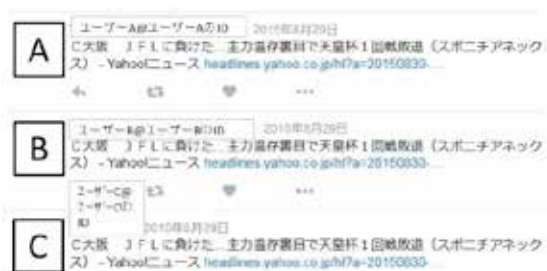 A
ユーザーA@ユーザーAのID 2015年8月29日
C大阪 JFLに負けた…主力温存裏目で天皇杯1回戦敗退（スポニチアネック
ス） - Yahoo!ニュース headlines.yahoo.co.jp/hl?a=20150830-...
B
ユーザーB@ユーザーBのID 2015年8月29日
C大阪 JFLに負けた…主力温存裏目で天皇杯1回戦敗退（スポニチアネック
ス） - Yahoo!ニュース headlines.yahoo.co.jp/hl?a=20150830-...
ユーザーC@
ユーザーCの
ID 2015年8月29日
C
C大阪 JFLに負けた…主力温存裏目で天皇杯1回戦敗退（スポニチアネック
ス） - Yahoo!ニュース headlines.yahoo.co.jp/hl?a=20150830-...